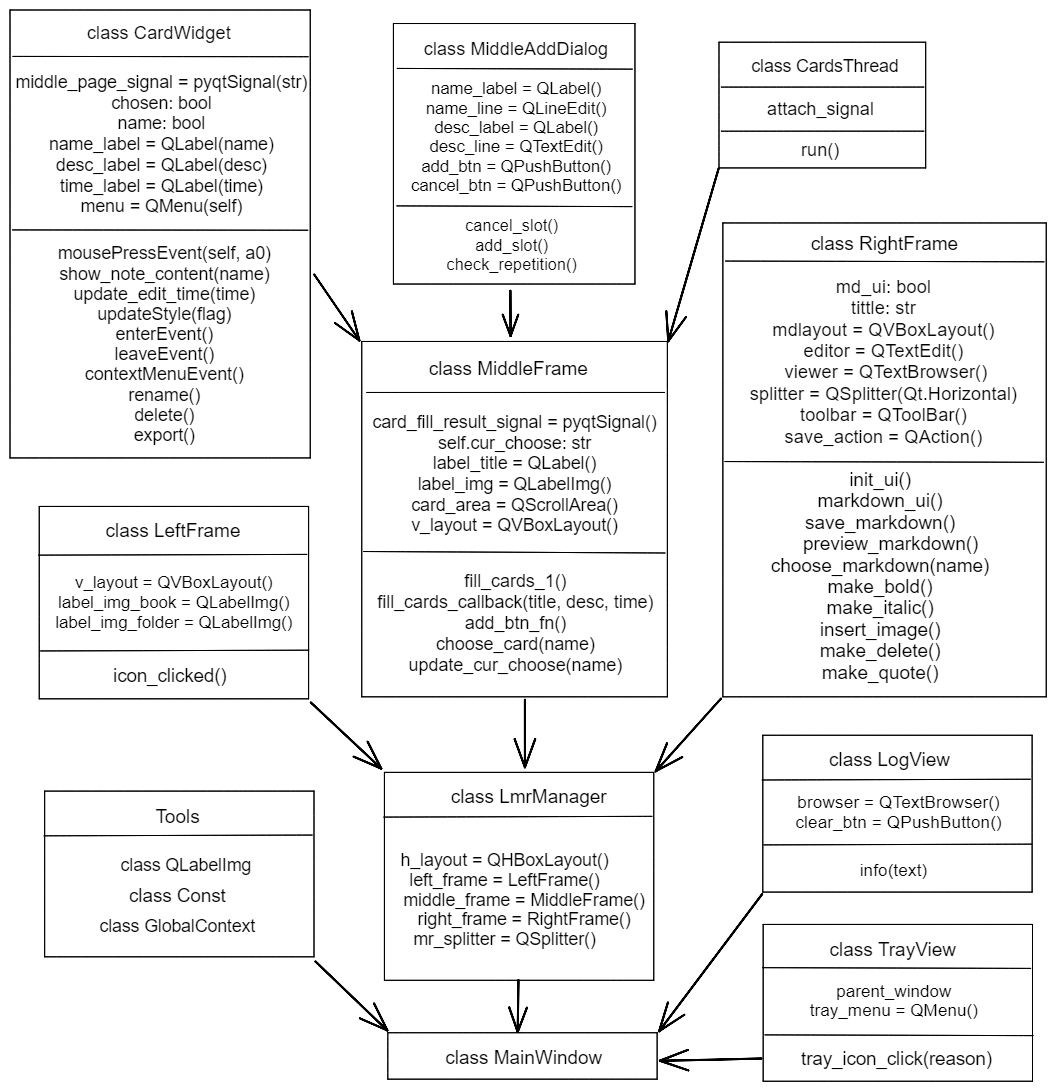 class CardWidget
middle_page_signal = pyqtSignal(str)
chosen: bool
name: bool
name_label = QLabel(name)
desc_label = QLabel(desc)
time_label = QLabel(time)
menu = QMenu(self)
mousePressEvent(self, a0)
show_note_content(name)
update_edit_time(time)
updateStyle(flag)
enterEvent()
leaveEvent()
contextMenuEvent()
rename()
delete()
export()
class MiddleAddDialog
name_label = QLabel()
name_line = QLineEdit()
desc_label = QLabel()
desc_line = QTextEdit()
add_btn = QPushButton()
cancel_btn = QPushButton()
cancel_slot()
add_slot()
check_repetition()
class CardsThread
attach_signal
run()
class RightFrame
md_ui: bool
tittle: str
mdlayout = QVBoxLayout()
editor = QTextEdit()
viewer = QTextBrowser()
splitter = QSplitter(Qt.Horizontal)
toolbar = QToolBar()
save_action = QAction()
init_ui()
markdown_ui()
save_markdown()
preview_markdown()
choose_markdown(name)
make_bold()
make_italic()
insert_image()
make_delete()
make_quote()
class MiddleFrame
card_fill_result_signal = pyqtSignal()
self.cur_choose: str
label_title = QLabel()
label_img = QLabelImg()
card_area = QScrollArea()
v_layout = QVBoxLayout()
fill_cards_1()
fill_cards_callback(title, desc, time)
add_btn_fn()
choose_card(name)
update_cur_choose(name)
class LeftFrame
v_layout = QVBoxLayout()
label_img_book = QLabelImg()
label_img_folder = QLabelImg()
icon_clicked()
class LmrManager
h_layout = QHBoxLayout()
left_frame = LeftFrame()
middle_frame = MiddleFrame()
right_frame = RightFrame()
mr_splitter = QSplitter()
Tools
class QLabelImg
class Const
class GlobalContext
class LogView
browser = QTextBrowser()
clear_btn = QPushButton()
info(text)
class TrayView
parent_window
tray_menu = QMenu()
tray_icon_click(reason)
class MainWindow